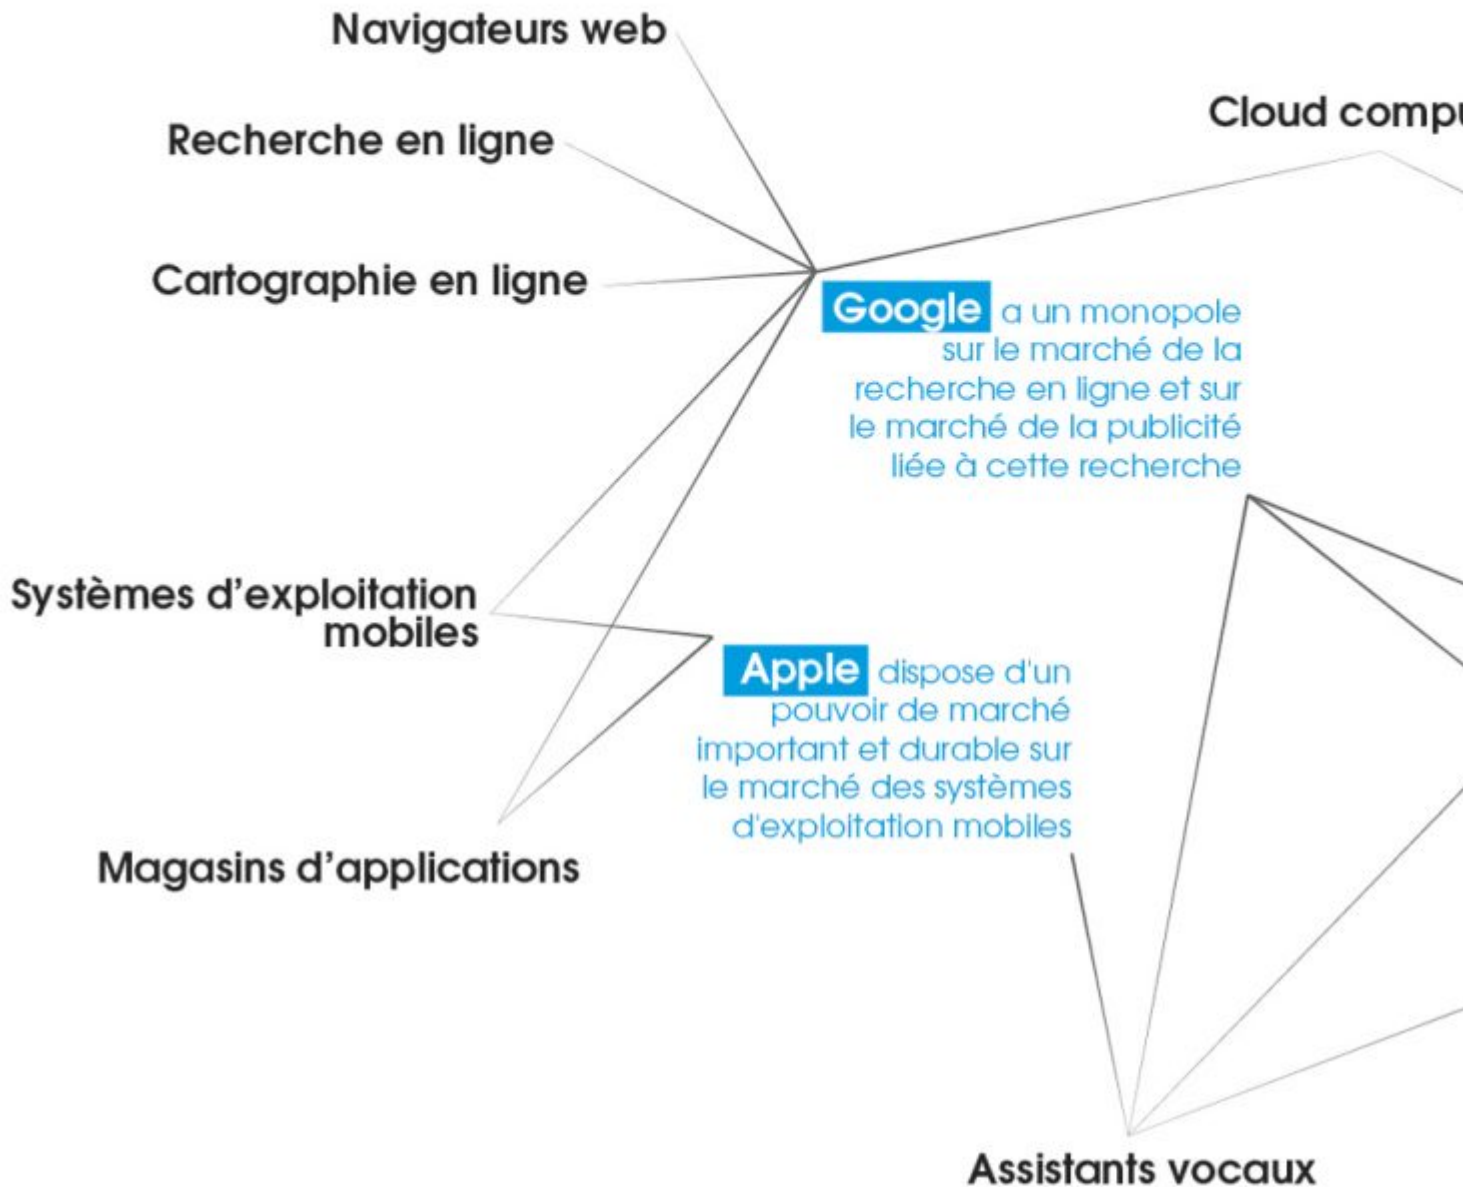 Navigateurs web
Cloud compu
Recherche en ligne
Cartographie en ligne
Google a un monopole
sur le marché de la
recherche en ligne et sur
le marché de la publicité
liée à cette recherche
Systèmes d'exploitation
mobiles
Apple dispose d'un
pouvoir de marché
important et durable sur
le marché des systèmes
d'exploitation mobiles
Magasins d'applications
Assistants vocaux